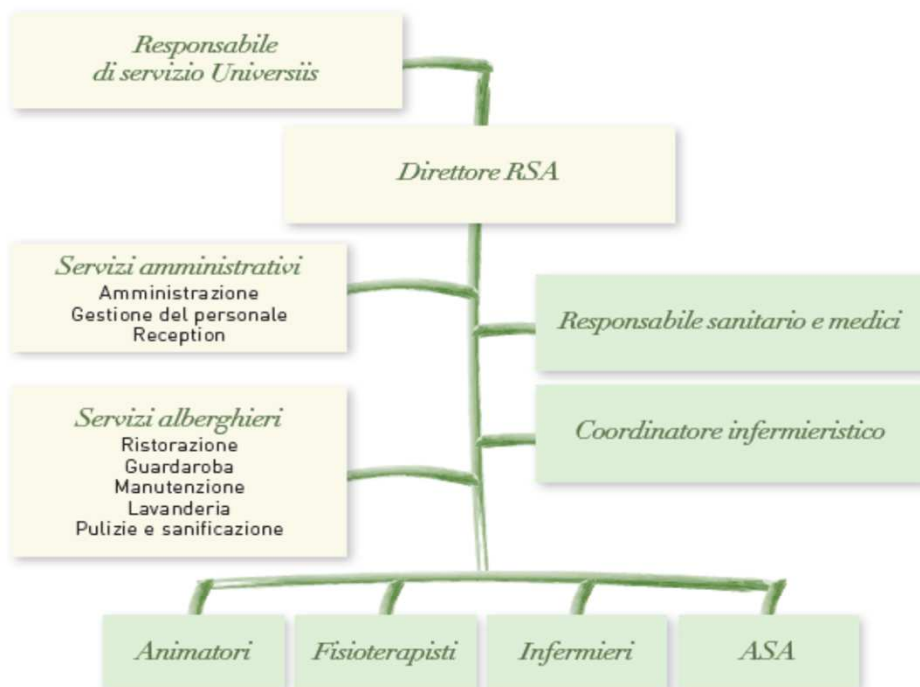 Responsabile
di servizio Universiis
Direttore RSA
Servizi amministrativi
Amministrazione
Gestione del personale
Reception
Responsabile sanitario e medici
Servizi alberghieri
Ristorazione
Guardaroba
Manutenzione
Lavanderia
Pulizie e sanificazione
Coordinatore infermieristico
Animatori
Fisioterapisti
Infermieri
ASA